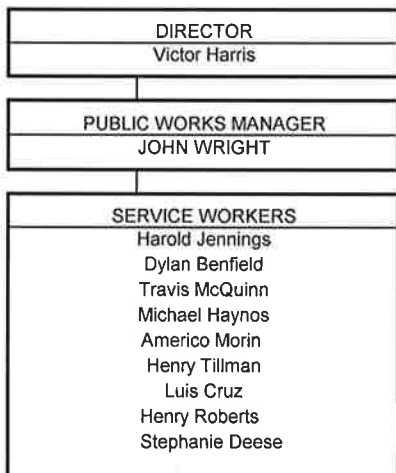 DIRECTOR
Victor Harris
PUBLIC WORKS MANAGER
JOHN WRIGHT
SERVICE WORKERS
Harold Jennings
Dylan Benfield
Travis McQuinn
Michael Haynos
Americo Morin
Henry Tillman
Luis Cruz
Henry Roberts
Stephanie Deese